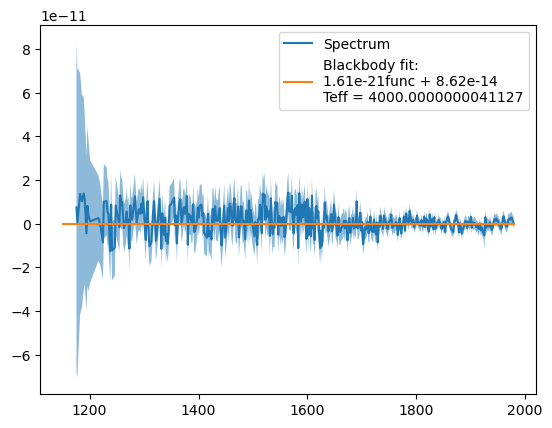 1e−11
8
6
4
2
0
−2
−4
−6
1200
1400
1600
1800
2000
Spectrum
Blackbody fit:
1.61e-21func + 8.62e-14
Teff = 4000.0000000041127